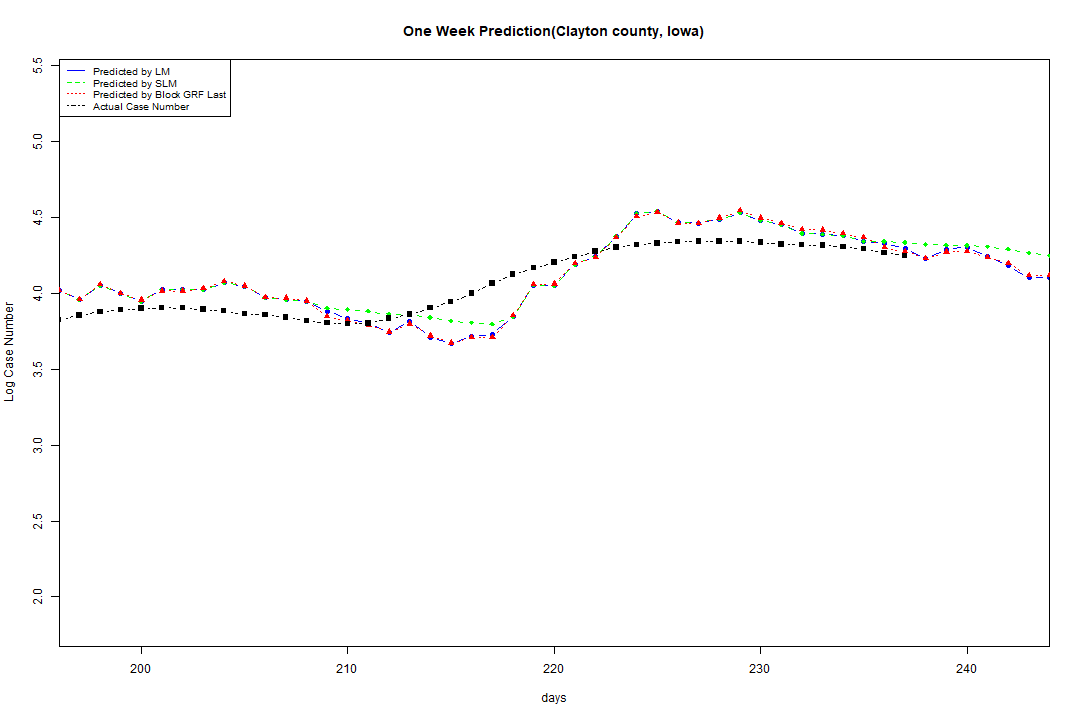 One Week Prediction(Clayton county, Iowa)
Predicted by LM
Predicted by SLM
Predicted by Block GRF Last
Actual Case Number
5.5
5.0
4.5
4.0
3.5
3.0
2.5
2.0
Log Case Number
200 210 220 230 240
days